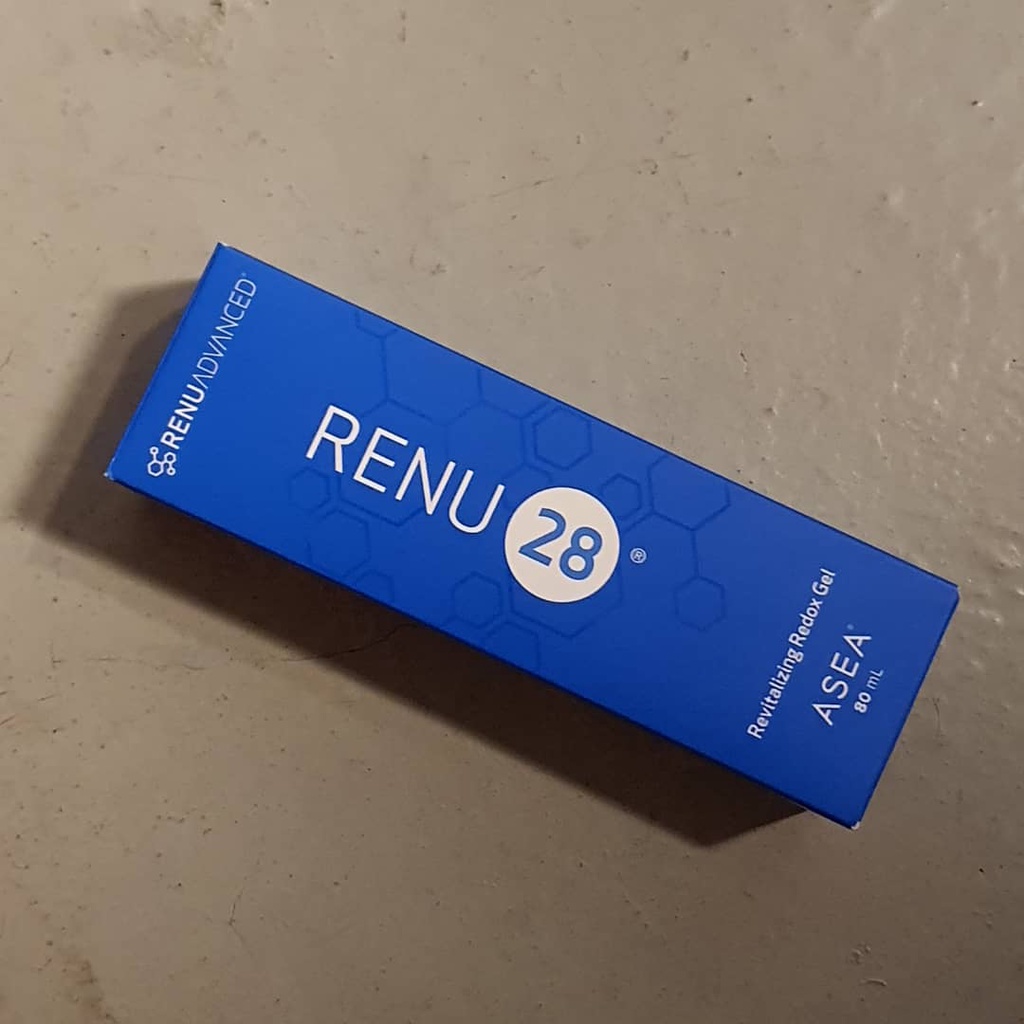 RENUADVANCED®
RENU 28®
Revitalizing Redox Gel
ASEA®
80 mL